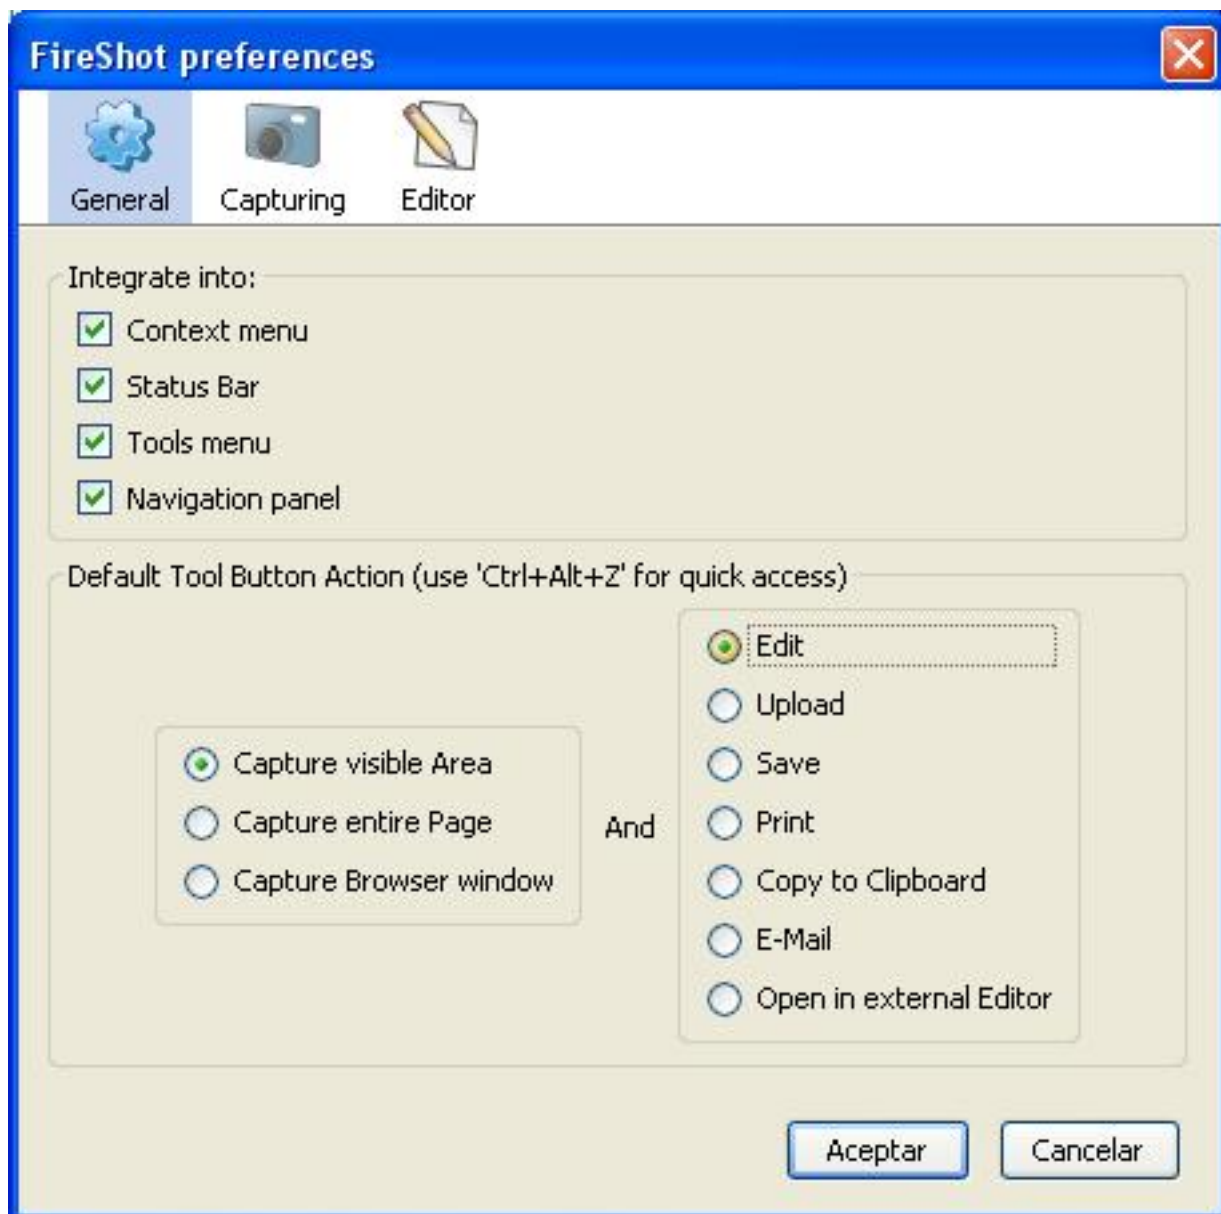 FireShot preferences
General
Capturing
Editor
Integrate into:
Context menu
Status Bar
Tools menu
Navigation panel
Default Tool Button Action (use 'Ctrl+Alt+Z' for quick access)
Capture visible Area
Capture entire Page
Capture Browser window
And
Edit
Upload
Save
Print
Copy to Clipboard
E-Mail
Open in external Editor
Aceptar
Cancelar